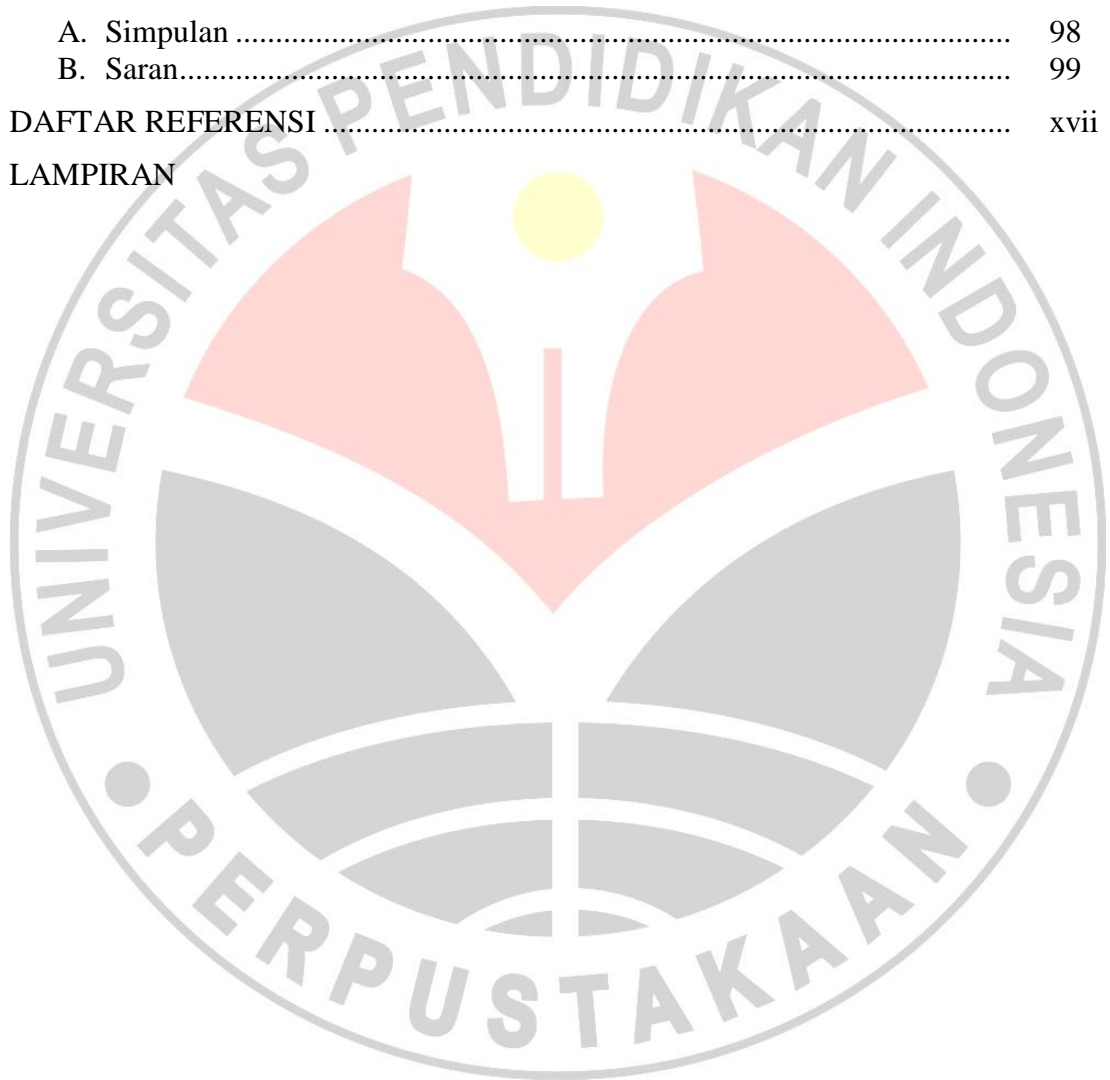 A. Simpulan ............................................................................................... 98
B. Saran...................................................................................................... 99
DAFTAR REFERENSI .................................................................................... xvii
LAMPIRAN
UNIVERSITAS PENDIDIKAN INDONESIA
PERPUSTAKAAN